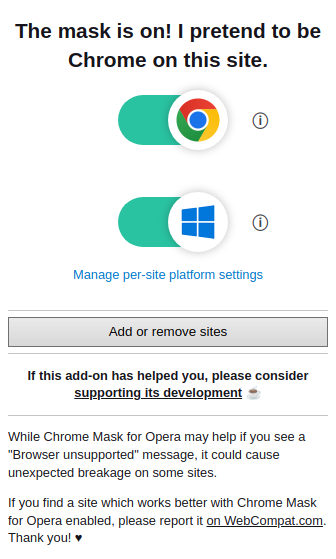 The mask is on! I pretend to be
Chrome on this site.
Manage per-site platform settings
Add or remove sites
If this add-on has helped you, please consider
supporting its development ☕
While Chrome Mask for Opera may help if you see a
"Browser unsupported" message, it could cause
unexpected breakage on some sites.
If you find a site which works better with Chrome Mask
for Opera enabled, please report it on WebCompat.com.
Thank you! ♥